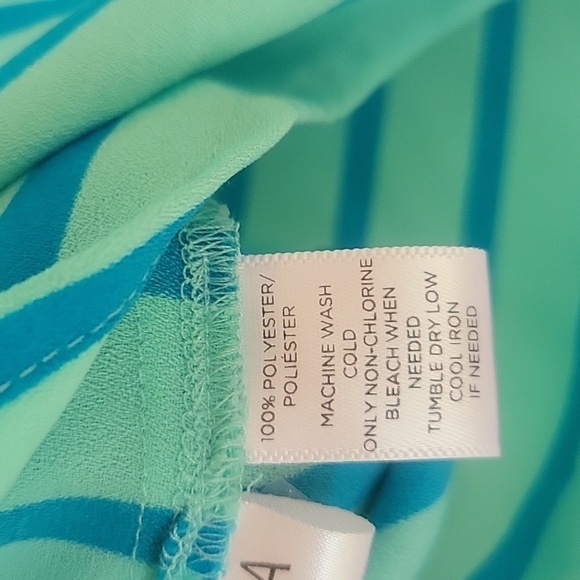 100% POLYESTER/
POLIÉSTER
MACHINE WASH
COLD
ONLY NON-CHLORINE
BLEACH WHEN
NEEDED
TUMBLE DRY LOW
COOL IRON
IF NEEDED
A